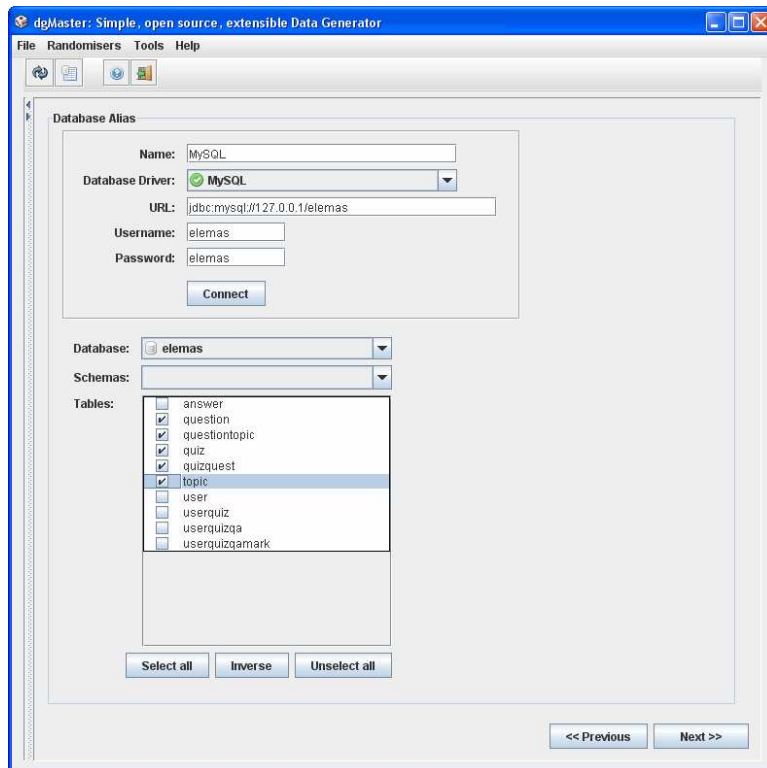 dgMaster: Simple, open source, extensible Data Generator
File Randomisers Tools Help
Database Alias
Name: MySQL
Database Driver: MySQL
URL: jdbc:mysql://127.0.0.1/elemas
Username: elemas
Password: elemas
Connect
Database: elemas
Schemas:
Tables:
answer
question
questiontopic
quiz
quizquest
topic
user
userquiz
userquizqa
userquizqamark
Select all Inverse Unselect all
<< Previous Next >>